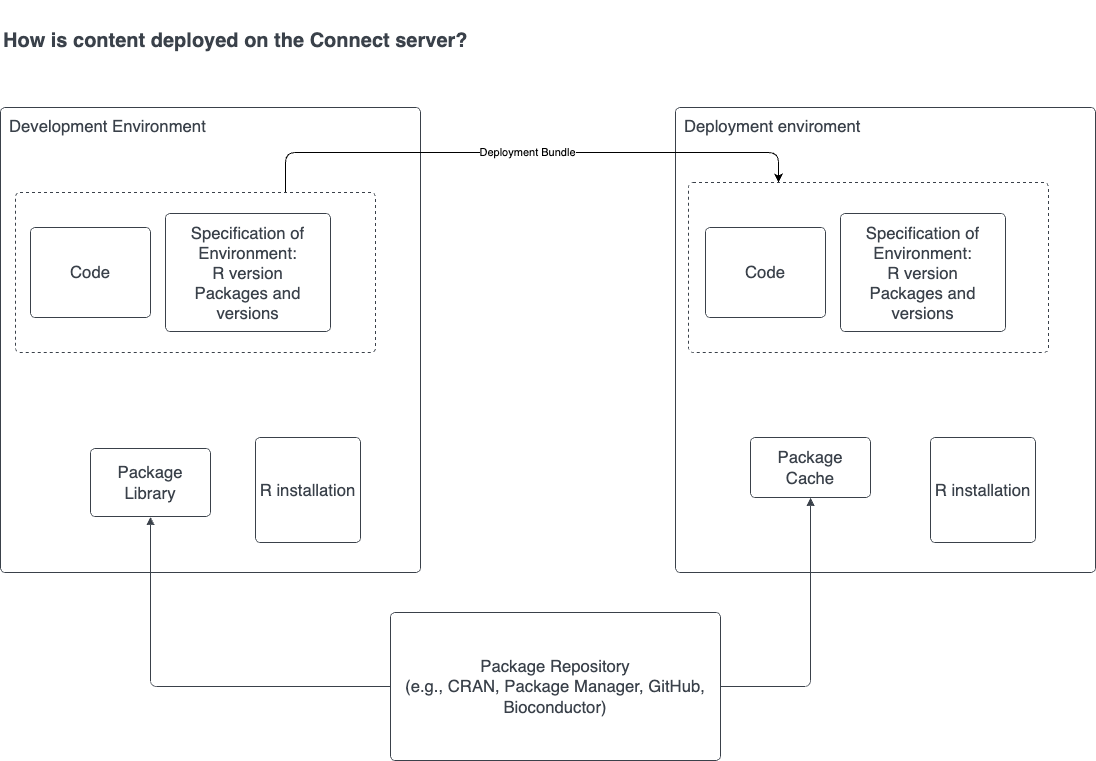 How is content deployed on the Connect server?
Development Environment
Deployment enviroment
Deployment Bundle
Code
Specification of
Environment:
R version
Packages and
versions
Code
Specification of
Environment:
R version
Packages and
versions
Package
Library
R installation
Package
Cache
R installation
Package Repository
(e.g., CRAN, Package Manager, GitHub,
Bioconductor)